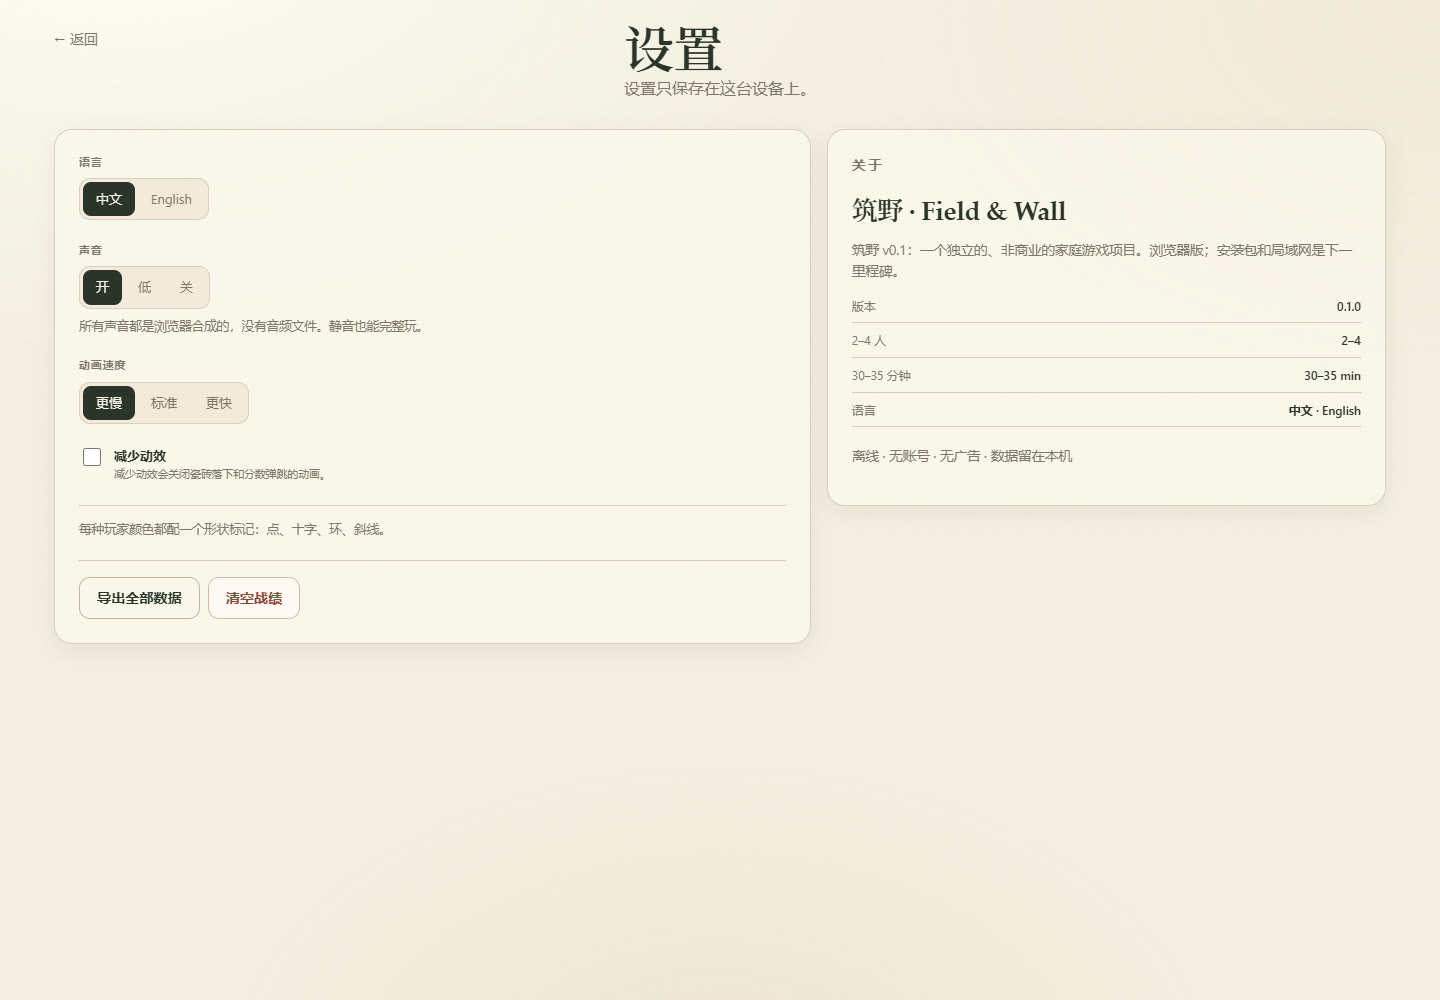 ← 返回
设置
设置只保存在这台设备上。
语言
中文 English
声音
开 低 关
所有声音都是浏览器合成的，没有音频文件。静音也能完整玩。
动画速度
更慢 标准 更快
减少动效
减少动效会关闭瓷砖落下和分数弹跳的动画。
每种玩家颜色都配一个形状标记：点、十字、环、斜线。
导出全部数据 清空战绩
关于
筑野 · Field & Wall
筑野 v0.1：一个独立的、非商业的家庭游戏项目。浏览器版；安装包和局域网是下一
里程碑。
版本 0.1.0
2–4 人 2–4
30–35 分钟 30–35 min
语言 中文 · English
离线 · 无账号 · 无广告 · 数据留在本机